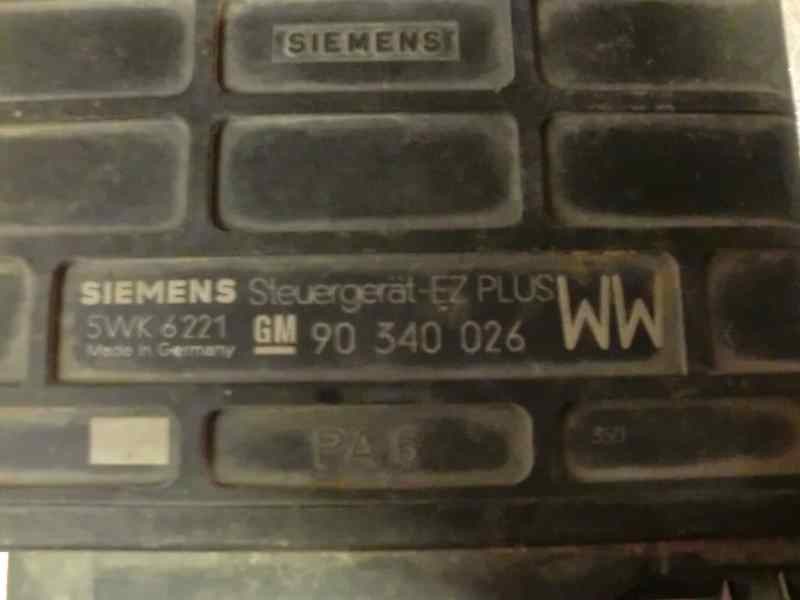 SIEMENS
SIEMENS Steuergerät-EZ PLUS WW
5WK 6221 GM 90 340 026
Made in Germany
PA 6